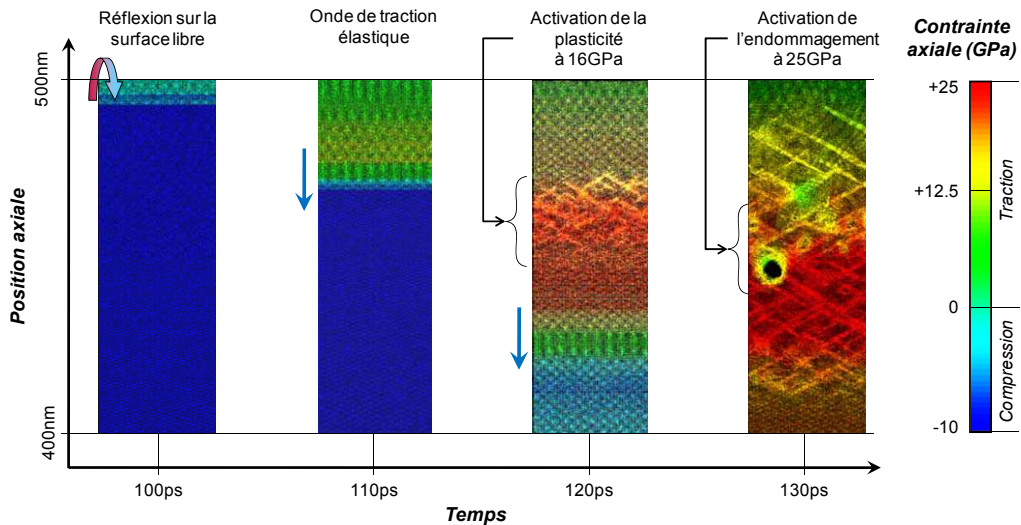 Réflexion sur la
surface libre
Onde de traction
élastique
Activation de la
plasticité
à 16GPa
Activation de
l'endommagement
à 25GPa
Contrainte
axiale (GPa)
500nm
400nm
Position axiale
+25
+12.5
0
-10
Traction
Compression
100ps
110ps
120ps
130ps
Temps